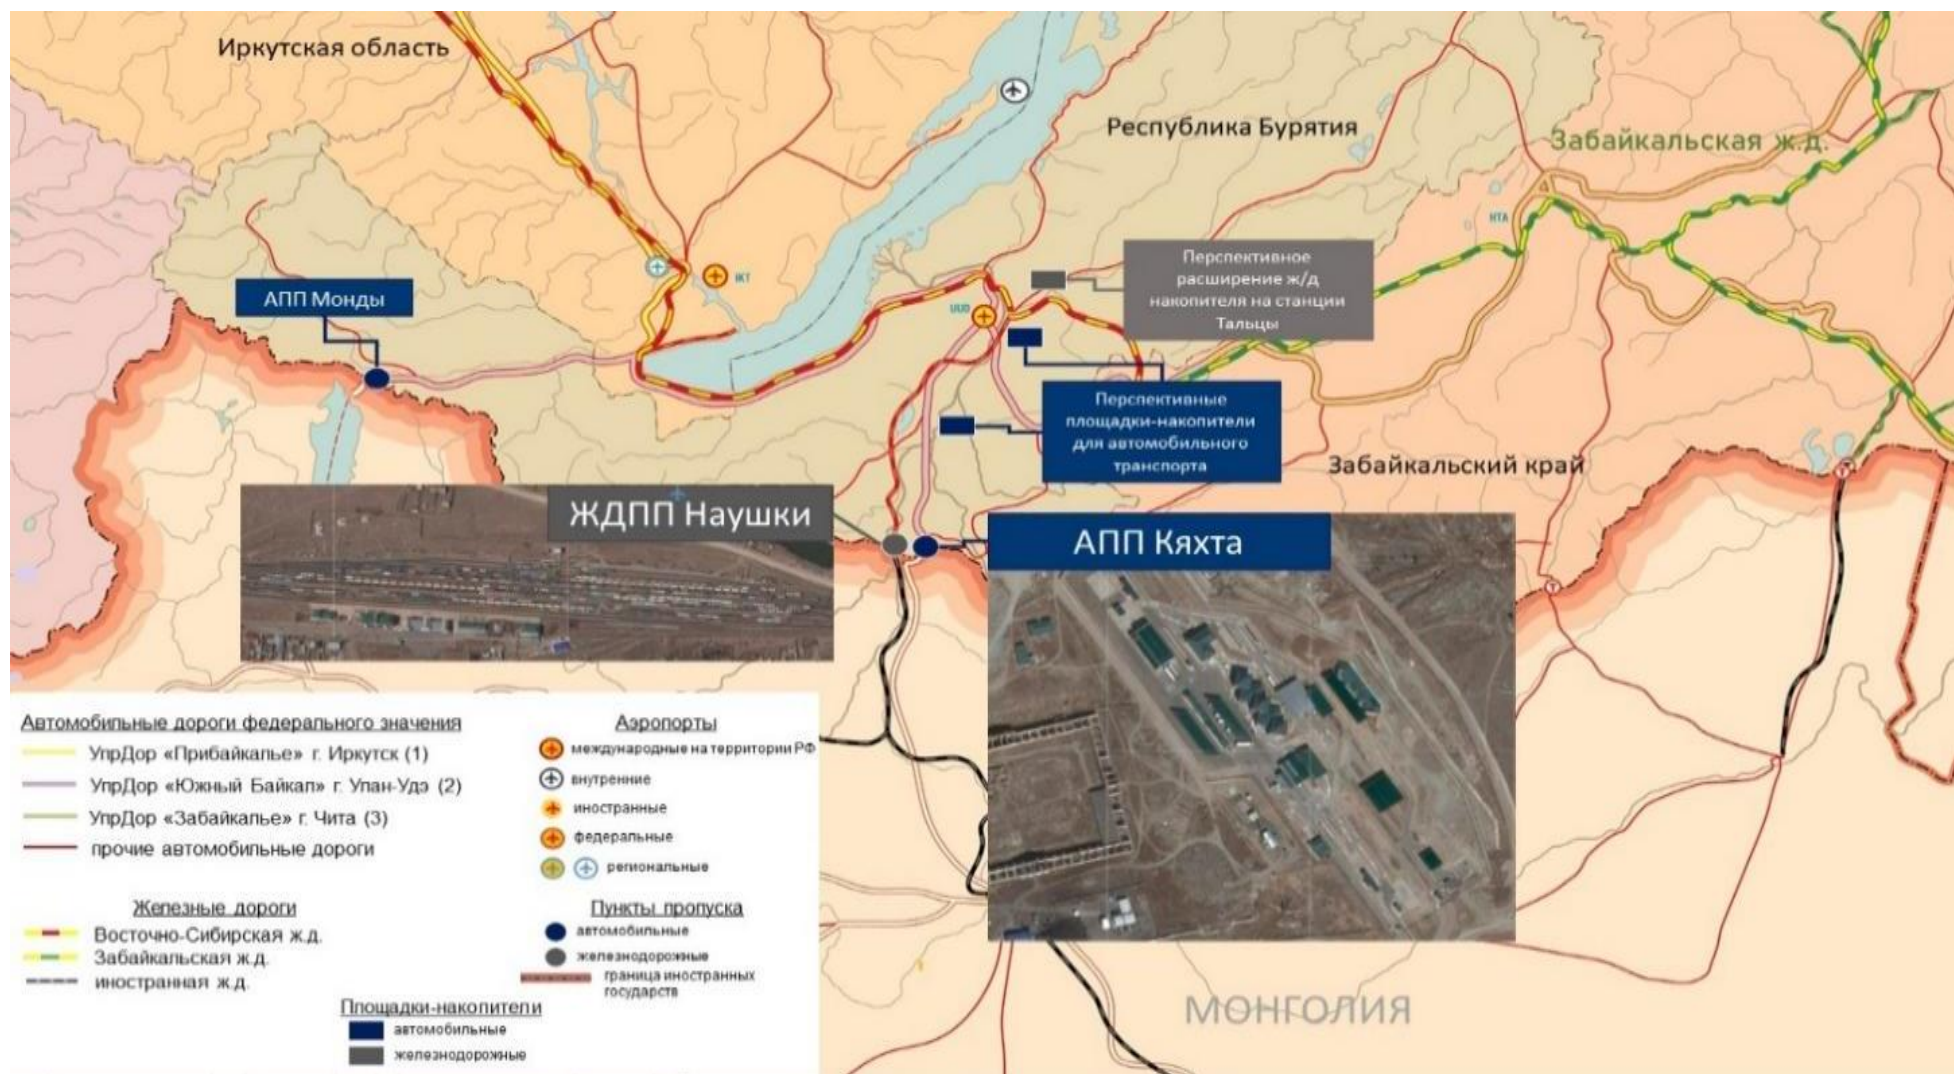 Иркутская область
Республика Бурятия
Забайкальская ж.д.
ЧТА
Перспективное
расширение ж/д
накопителя на станции
Тальцы
IKT
АПП Монды
UUD
Перспективные
площадки-накопители
для автомобильного
транспорта
Забайкальский край
ЖДПП Наушки
АПП Кяхта
Автомобильные дороги федерального значения
УпрДор «Прибайкалье» г. Иркутск (1)
УпрДор «Южный Байкал» г. Улан-Удэ (2)
УпрДор «Забайкалье» г. Чита (3)
прочие автомобильные дороги
Железные дороги
Восточно-Сибирская ж.д.
Забайкальская ж.д.
иностранная ж.д.
Аэропорты
международные на территории РФ
внутренние
иностранные
федеральные
региональные
Пункты пропуска
автомобильные
железнодорожные
граница иностранных
государств
Площадки-накопители
автомобильные
железнодорожные
МОНГОЛИЯ